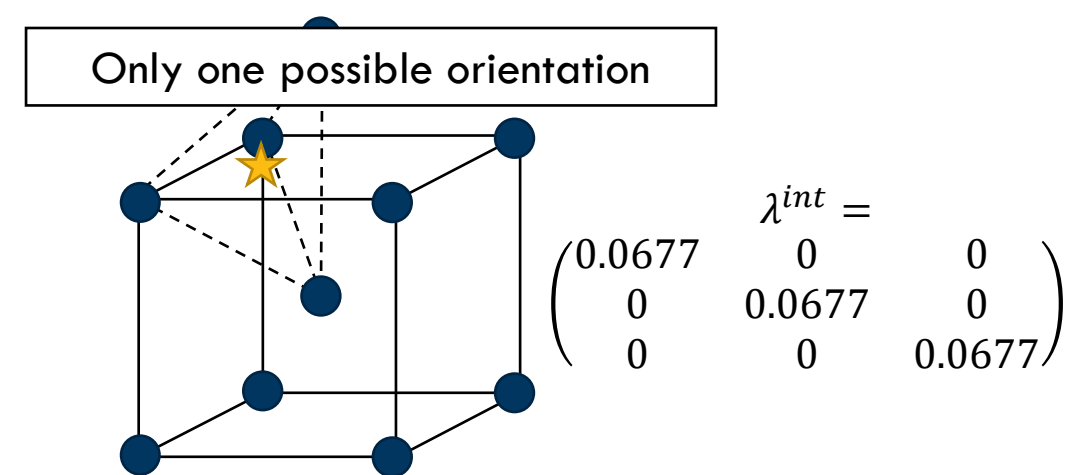 Only one possible orientation
λ^{int} =
(0.0677 0 0
0 0.0677 0
0 0 0.0677)